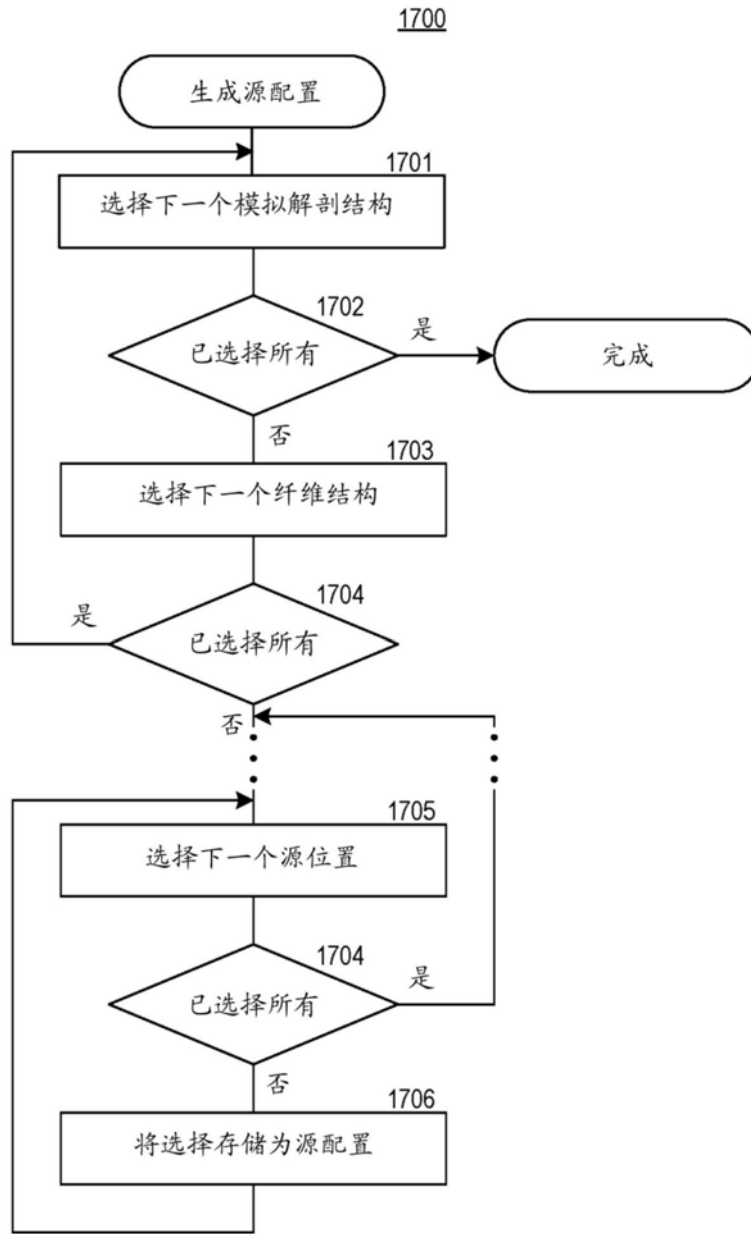 1700
生成源配置
1701
选择下一个模拟解剖结构
1702
已选择所有
是
完成
否
1703
选择下一个纤维结构
1704
是
已选择所有
否
1705
选择下一个源位置
1704
已选择所有
是
否
1706
将选择存储为源配置